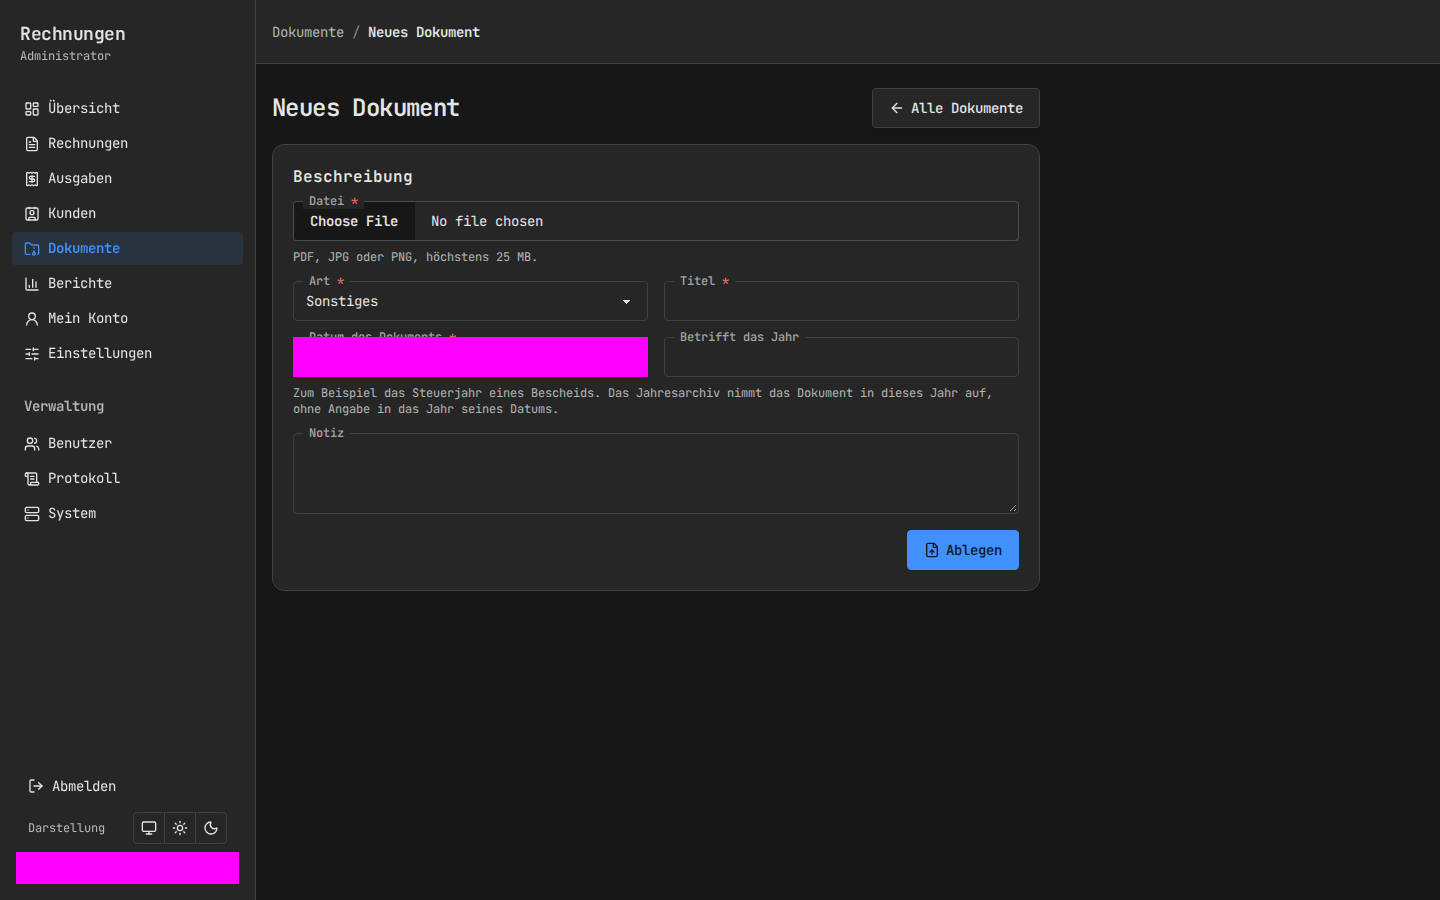 Rechnungen
Administrator
Übersicht
Rechnungen
Ausgaben
Kunden
Dokumente
Berichte
Mein Konto
Einstellungen
Verwaltung
Benutzer
Protokoll
System
Abmelden
Darstellung
Dokumente / Neues Dokument
Neues Dokument
Alle Dokumente
Beschreibung
Datei *
Choose File No file chosen
PDF, JPG oder PNG, höchstens 25 MB.
Art *
Sonstiges
Titel *
Datum des Dokuments *
Betrifft das Jahr
Zum Beispiel das Steuerjahr eines Bescheids. Das Jahresarchiv nimmt das Dokument in dieses Jahr auf,
ohne Angabe in das Jahr seines Datums.
Notiz
Ablegen